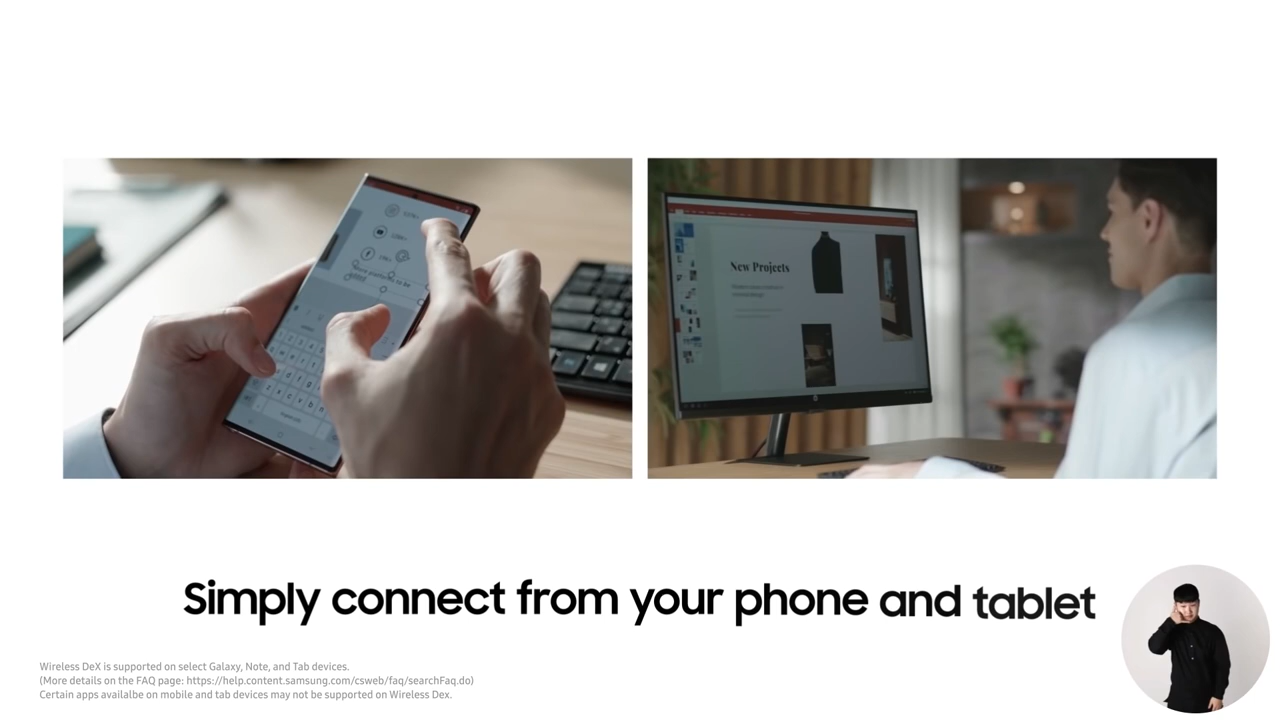 New Projects
Simply connect from your phone and tablet
Wireless DeX is supported on select Galaxy, Note, and Tab devices.
(More details on the FAQ page: https://help.content.samsung.com/csweb/faq/searchFaq.do)
Certain apps availalbe on mobile and tab devices may not be supported on Wireless Dex.